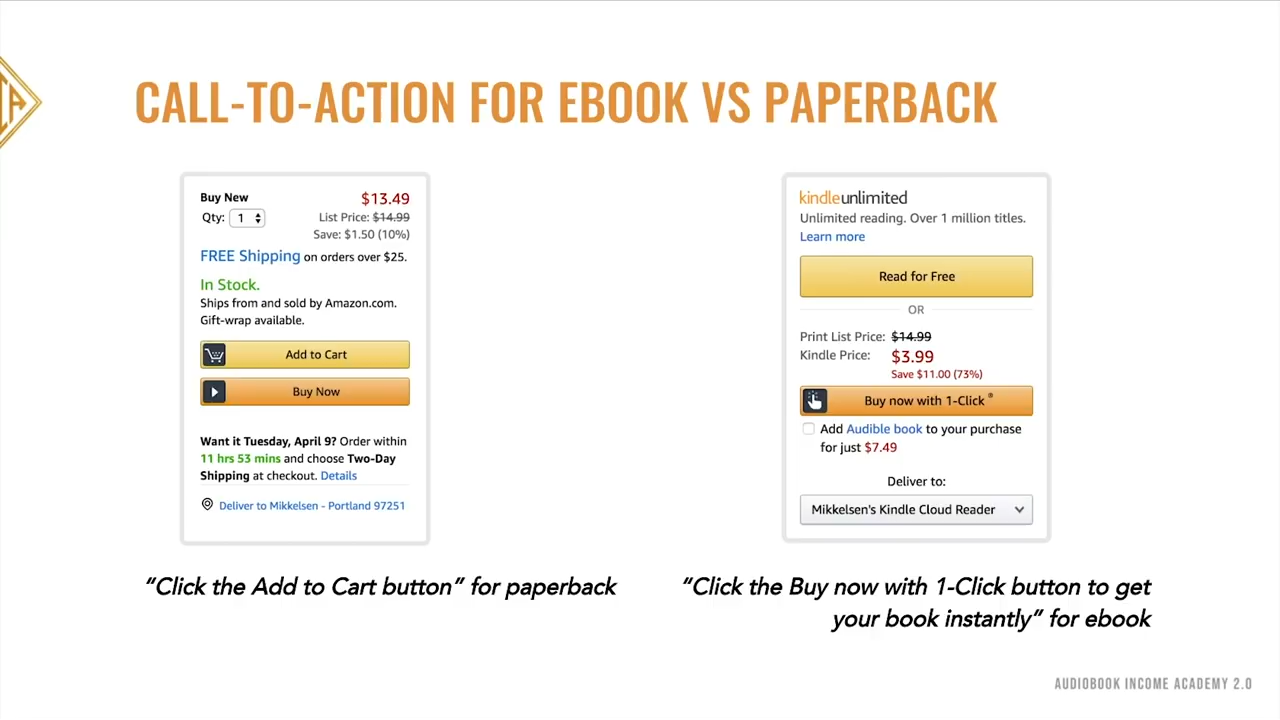 CALL-TO-ACTION FOR EBOOK VS PAPERBACK
Buy New $13.49
Qty: 1 List Price: $14.99
Save: $1.50 (10%)
FREE Shipping on orders over $25.
In Stock.
Ships from and sold by Amazon.com.
Gift-wrap available.
Add to Cart
Buy Now
Want it Tuesday, April 9? Order within
11 hrs 53 mins and choose Two-Day
Shipping at checkout. Details
Deliver to Mikkelsen - Portland 97251
"Click the Add to Cart button" for paperback
kindleunlimited
Unlimited reading. Over 1 million titles.
Learn more
Read for Free
OR
Print List Price: $14.99
Kindle Price: $3.99
Save $11.00 (73%)
Buy now with 1-Click ®
Add Audible book to your purchase
for just $7.49
Deliver to:
Mikkelsen's Kindle Cloud Reader
"Click the Buy now with 1-Click button to get
your book instantly" for ebook
AUDIOBOOK INCOME ACADEMY 2.0